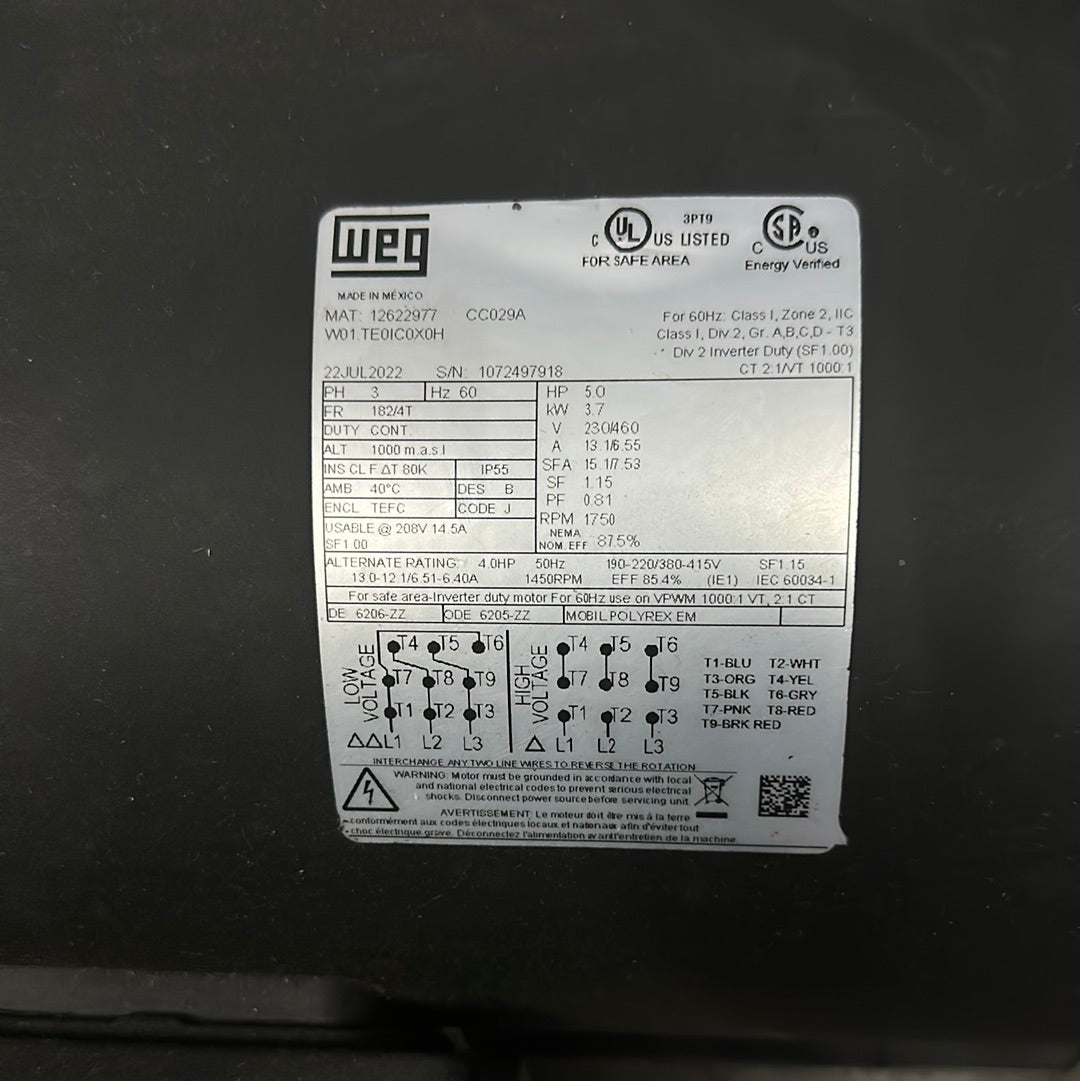 weg
MADE IN MÉXICO
C UL US LISTED 3PT9
FOR SAFE AREA
C SA US
Energy Verified
MAT: 12622977 CC029A
W01.TE0IC0X0H
For 60Hz: Class I, Zone 2, IIC
Class I, Div.2, Gr. A,B,C,D - T3
Div 2 Inverter Duty (SF1.00)
CT 2:1/VT 1000:1
22JUL2022 S/N: 1072497918
PH 3 Hz 60
FR 182/4T
DUTY CONT.
ALT 1000 m.a.s.l
INS CL F ΔT 80K IP55
AMB 40°C DES B
ENCL TEFC CODE J
USABLE @ 208V 14.5A
SF1.00
HP 5.0
kW 3.7
V 230/460
A 13.1/6.55
SFA 15.1/7.53
SF 1.15
PF 0.81
RPM 1750
NEMA
NOM. EFF 87.5%
ALTERNATE RATING: 4.0HP 50Hz 190-220/380-415V SF1.15
13.0-12.1/6.51-6.40A 1450RPM EFF 85.4% (IE1) IEC 60034-1
For safe area-Inverter duty motor For 60Hz use on VPWM 1000:1 VT, 2:1 CT
DE 6206-ZZ ODE 6205-ZZ MOBIL POLYREX EM
LOW VOLTAGE
T4 T5 T6
T7 T8 T9
T1 T2 T3
ΔΔ L1 L2 L3
HIGH VOLTAGE
T4 T5 T6
T7 T8 T9
T1 T2 T3
Δ L1 L2 L3
T1-BLU T2-WHT
T3-ORG T4-YEL
T5-BLK T6-GRY
T7-PNK T8-RED
T9-BRK RED
INTERCHANGE ANY TWO LINE WIRES TO REVERSE THE ROTATION
WARNING: Motor must be grounded in accordance with local
and national electrical codes to prevent serious electrical
shocks. Disconnect power source before servicing unit.
AVERTISSEMENT: Le moteur doit être mis à la terre
conformément aux codes électriques locaux et nationaux afin d'éviter tout
choc électrique grave. Déconnectez l'alimentation avant l'entretien de la machine.